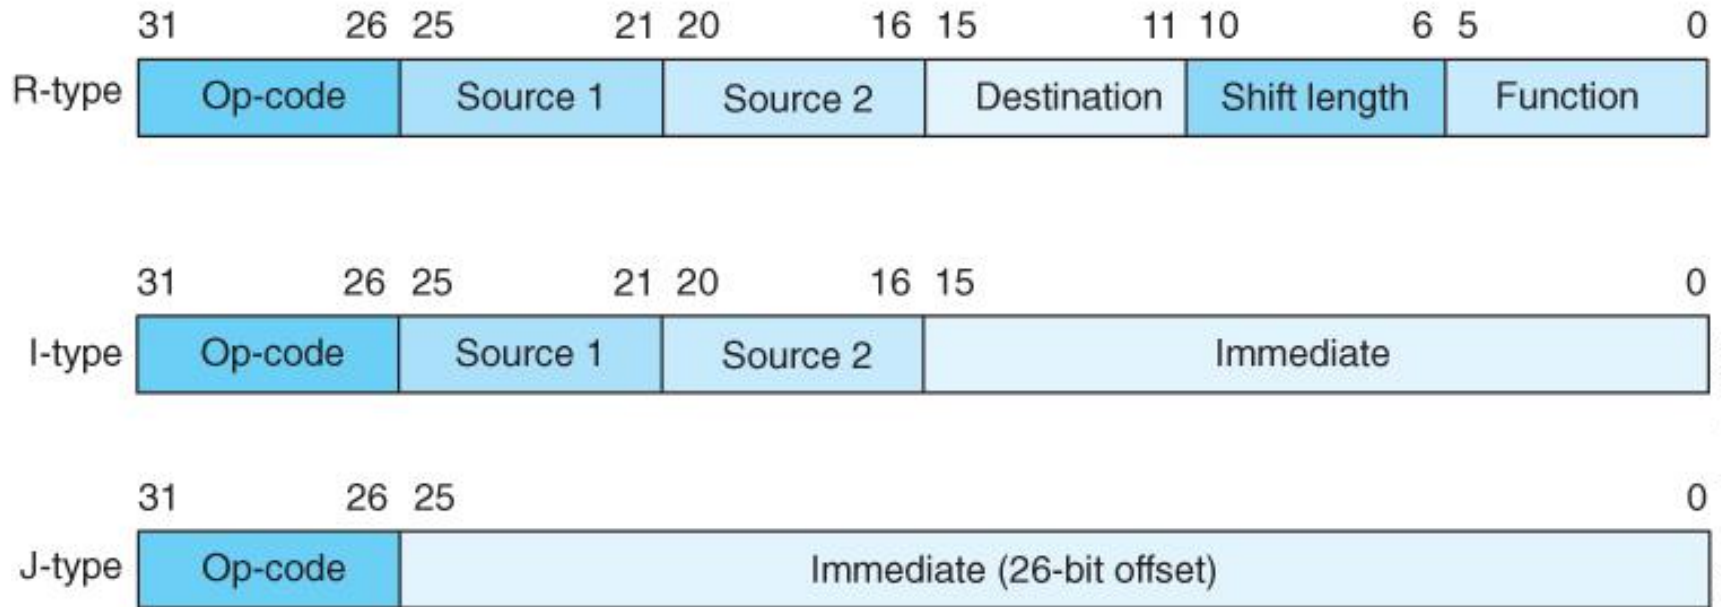 31 26 25 21 20 16 15 11 10 6 5 0
R-type Op-code Source 1 Source 2 Destination Shift length Function
31 26 25 21 20 16 15 0
I-type Op-code Source 1 Source 2 Immediate
31 26 25 0
J-type Op-code Immediate (26-bit offset)